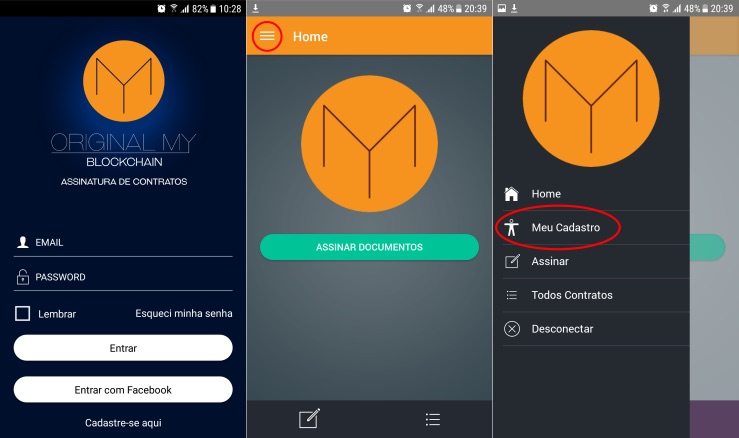 82% 10:28
ORIGINAL MY
BLOCKCHAIN
ASSINATURA DE CONTRATOS
EMAIL
PASSWORD
Lembrar
Esqueci minha senha
Entrar
Entrar com Facebook
Cadastre-se aqui
48% 20:39
Home
ASSINAR DOCUMENTOS
48% 20:39
Home
Meu Cadastro
Assinar
Todos Contratos
Desconectar